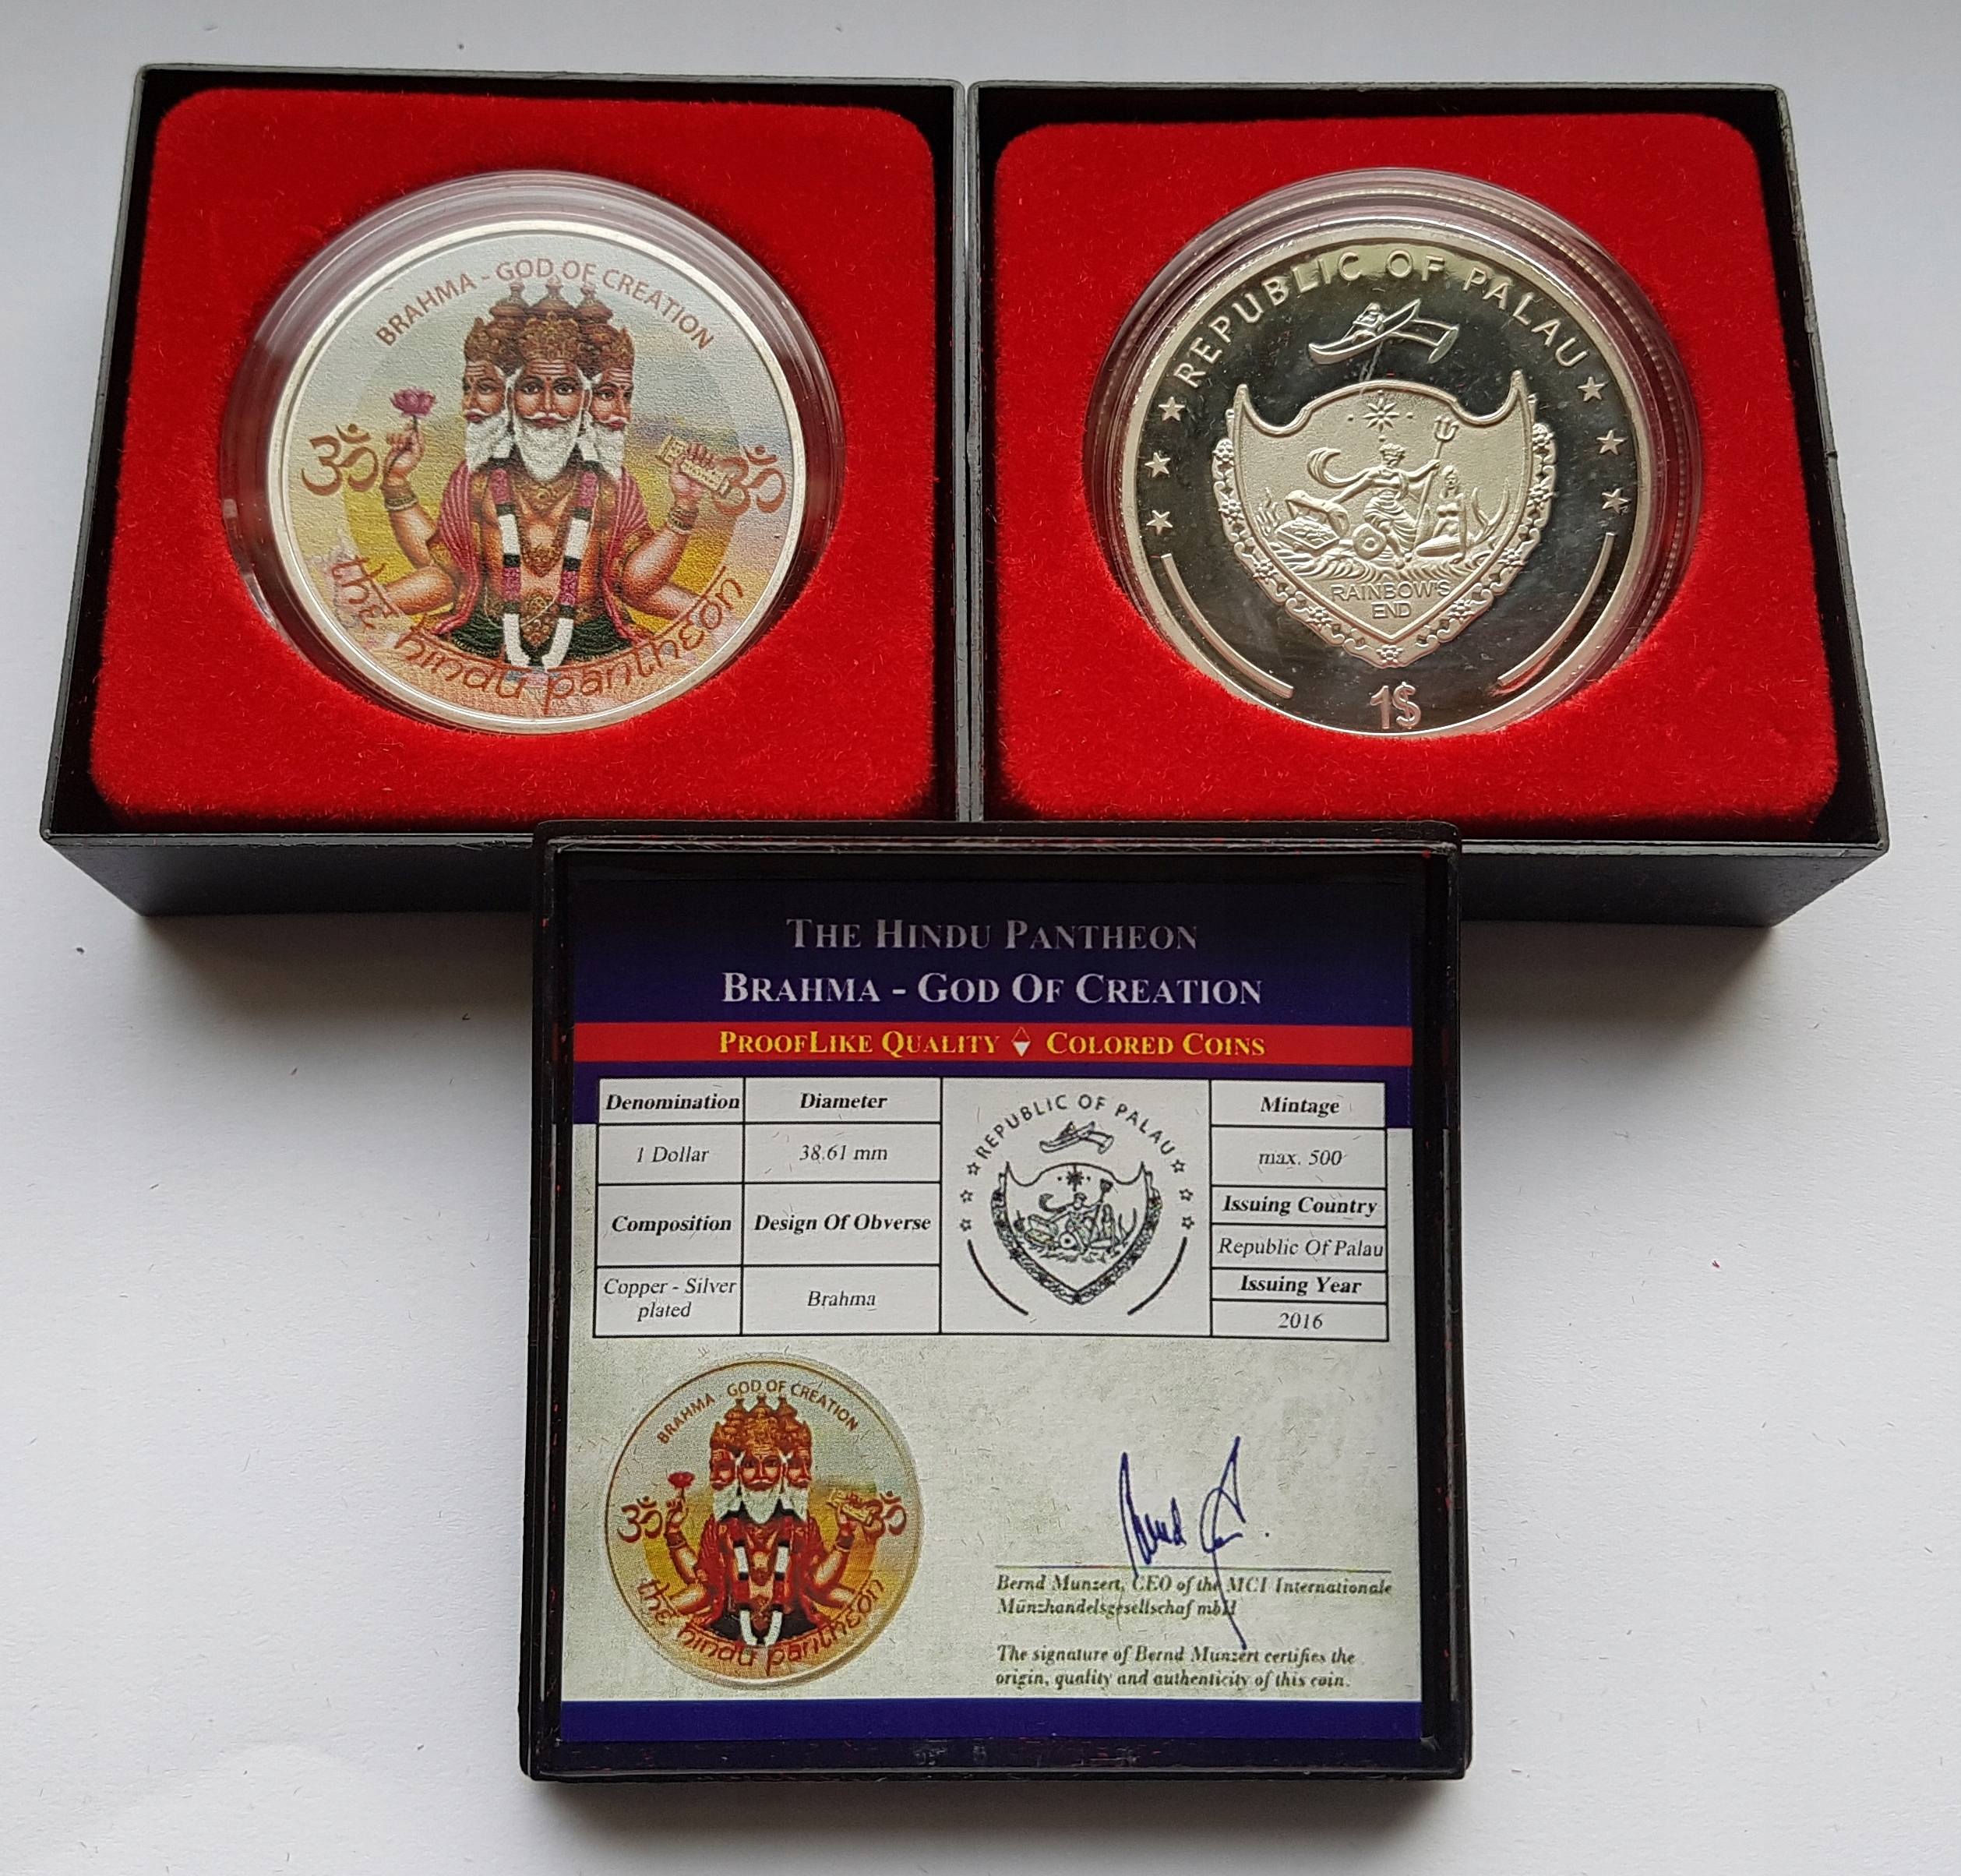 BRAHMA - GOD OF CREATION
ॐ ॐ
the hindu pantheon
REPUBLIC OF PALAU
RAINBOW'S
END
1$
THE HINDU PANTHEON
BRAHMA - GOD OF CREATION
PROOFLIKE QUALITY COLORED COINS
Denomination Diameter
1 Dollar 38.61 mm
Composition Design Of Obverse
Copper - Silver
plated
Brahma
REPUBLIC OF PALAU
Mintage
max. 500
Issuing Country
Republic Of Palau
Issuing Year
2016
BRAHMA - GOD OF CREATION
ॐ ॐ
the hindu pantheon
Bernd Munzert, CEO of the MCI Internationale
Münzhandelsgesellschaf mbH
The signature of Bernd Munzert certifies the
origin, quality and authenticity of this coin.